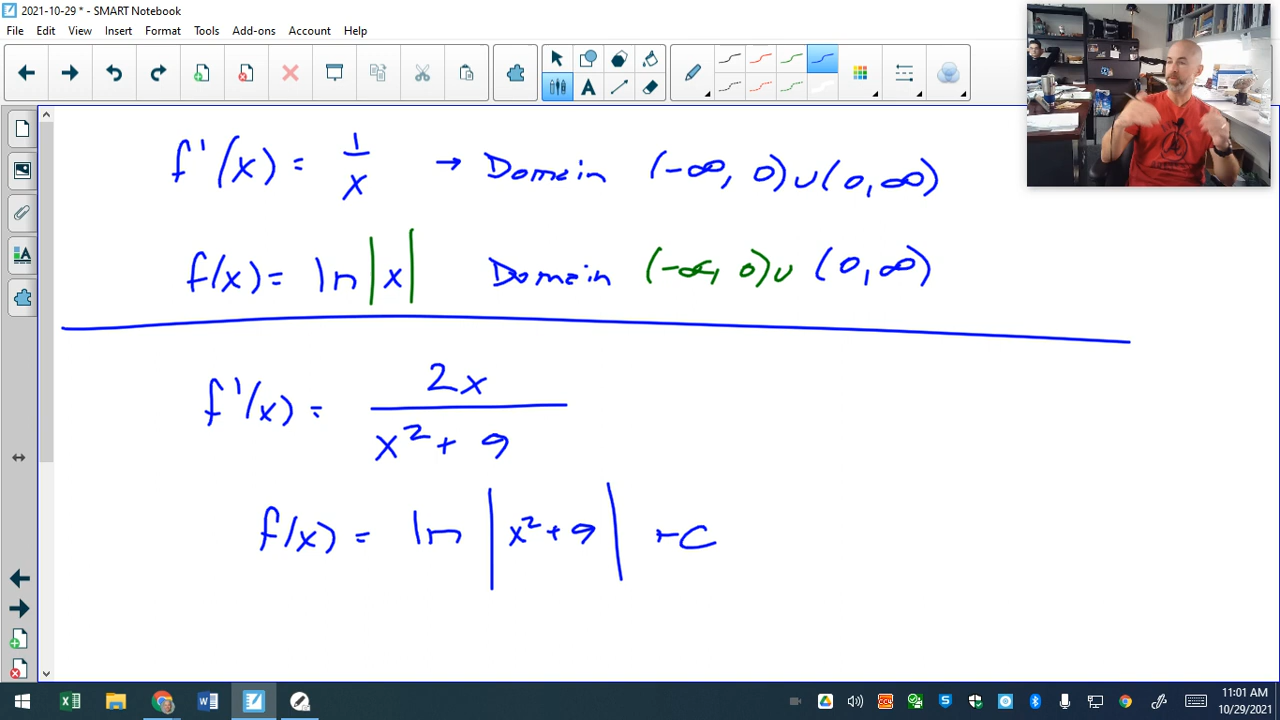 2021-10-29 * - SMART Notebook
File Edit View Insert Format Tools Add-ons Account Help
f'(x) = 1/x → Domain (-∞, 0)∪(0, ∞)
f(x) = ln|x| Domain (-∞, 0)∪(0, ∞)
f'(x) = 2x/(x²+9)
f(x) = ln|x²+9| +C
11:01 AM
10/29/2021